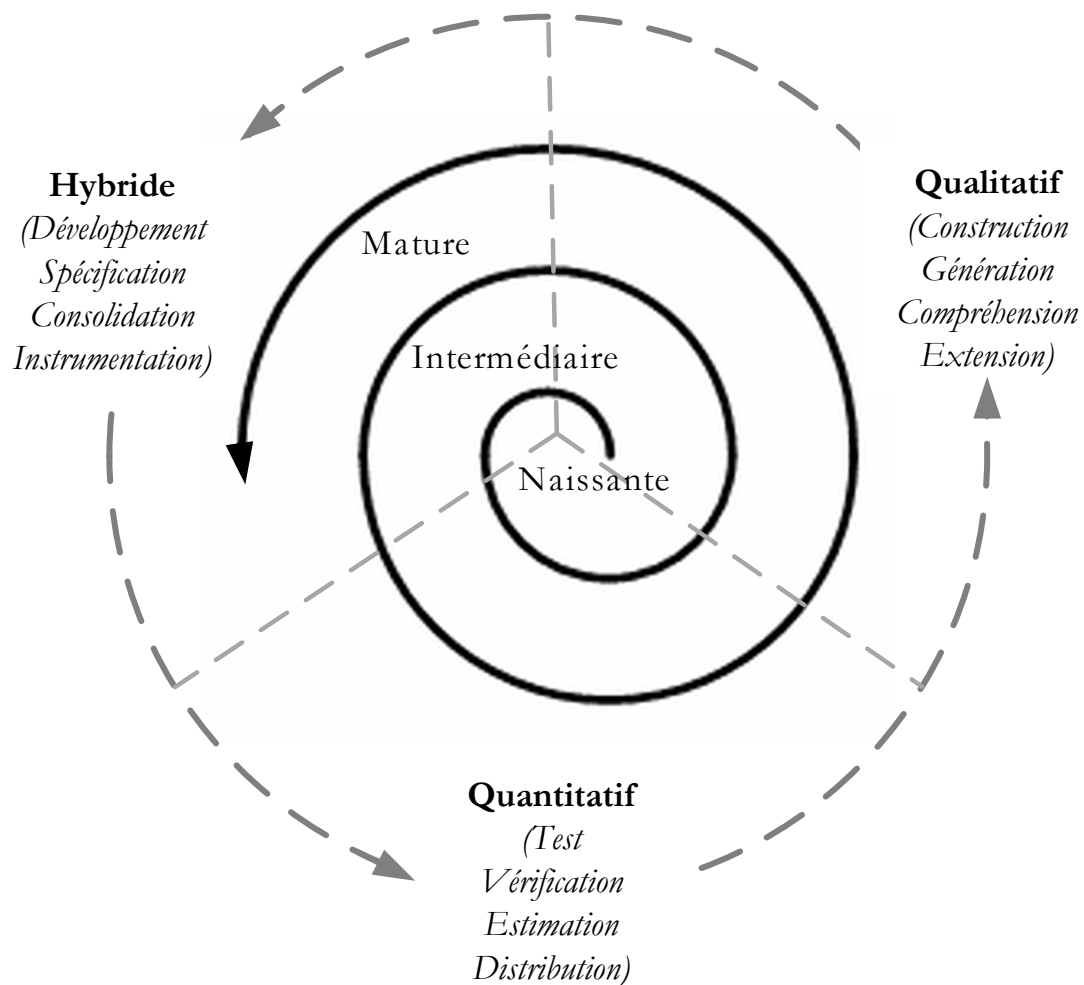 Hybride
(Développement
Spécification
Consolidation
Instrumentation)
Qualitatif
(Construction
Génération
Compréhension
Extension)
Mature
Intermédiaire
Naissante
Quantitatif
(Test
Vérification
Estimation
Distribution)